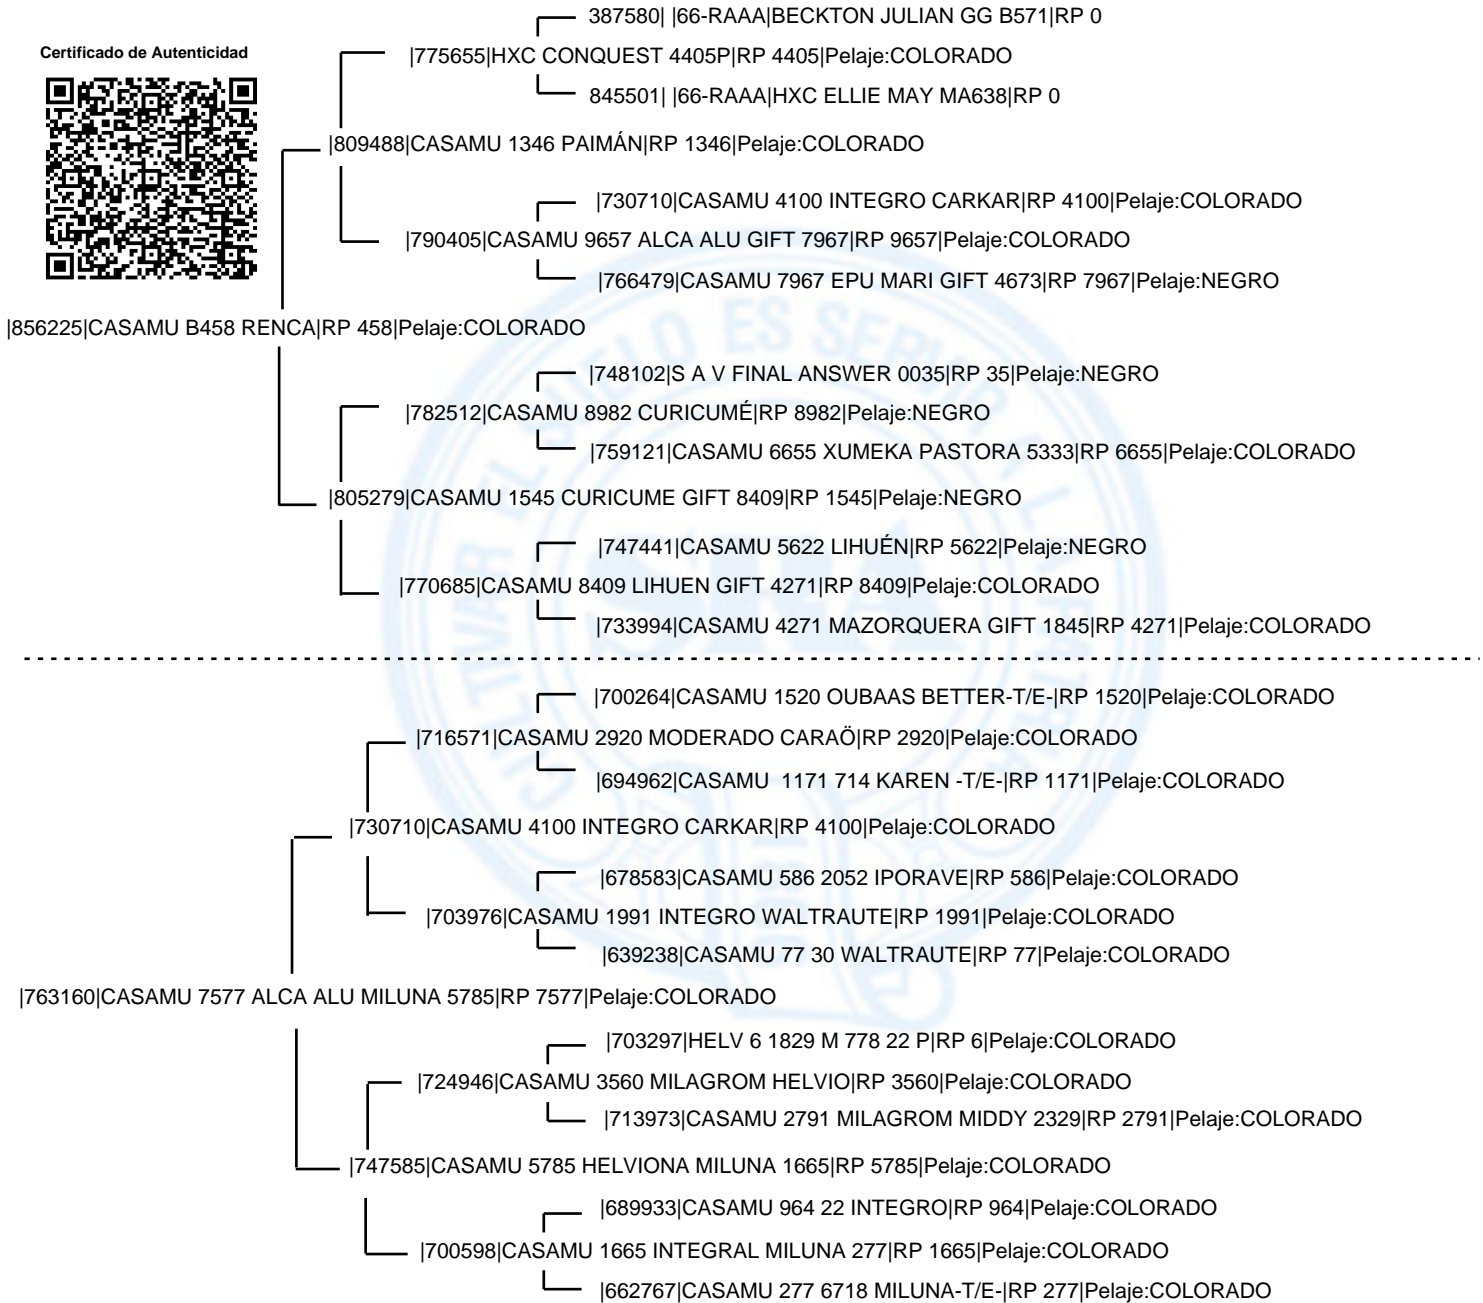 387580| |66-RAAA|BECKTON JULIAN GG B571|RP 0
Certificado de Autenticidad
|775655|HXC CONQUEST 4405P|RP 4405|Pelaje:COLORADO
845501| |66-RAAA|HXC ELLIE MAY MA638|RP 0
|809488|CASAMU 1346 PAIMÁN|RP 1346|Pelaje:COLORADO
|730710|CASAMU 4100 INTEGRO CARKAR|RP 4100|Pelaje:COLORADO
|790405|CASAMU 9657 ALCA ALU GIFT 7967|RP 9657|Pelaje:COLORADO
|766479|CASAMU 7967 EPU MARI GIFT 4673|RP 7967|Pelaje:NEGRO
|856225|CASAMU B458 RENCA|RP 458|Pelaje:COLORADO
|748102|S A V FINAL ANSWER 0035|RP 35|Pelaje:NEGRO
|782512|CASAMU 8982 CURICUMÉ|RP 8982|Pelaje:NEGRO
|759121|CASAMU 6655 XUMEKA PASTORA 5333|RP 6655|Pelaje:COLORADO
|805279|CASAMU 1545 CURICUME GIFT 8409|RP 1545|Pelaje:NEGRO
|747441|CASAMU 5622 LIHUÉN|RP 5622|Pelaje:NEGRO
|770685|CASAMU 8409 LIHUEN GIFT 4271|RP 8409|Pelaje:COLORADO
|733994|CASAMU 4271 MAZORQUERA GIFT 1845|RP 4271|Pelaje:COLORADO
|700264|CASAMU 1520 OUBAAS BETTER-T/E-|RP 1520|Pelaje:COLORADO
|716571|CASAMU 2920 MODERADO CARAÖ|RP 2920|Pelaje:COLORADO
|694962|CASAMU  1171 714 KAREN -T/E-|RP 1171|Pelaje:COLORADO
|730710|CASAMU 4100 INTEGRO CARKAR|RP 4100|Pelaje:COLORADO
|678583|CASAMU 586 2052 IPORAVE|RP 586|Pelaje:COLORADO
|703976|CASAMU 1991 INTEGRO WALTRAUTE|RP 1991|Pelaje:COLORADO
|639238|CASAMU 77 30 WALTRAUTE|RP 77|Pelaje:COLORADO
|763160|CASAMU 7577 ALCA ALU MILUNA 5785|RP 7577|Pelaje:COLORADO
|703297|HELV 6 1829 M 778 22 P|RP 6|Pelaje:COLORADO
|724946|CASAMU 3560 MILAGROM HELVIO|RP 3560|Pelaje:COLORADO
|713973|CASAMU 2791 MILAGROM MIDDY 2329|RP 2791|Pelaje:COLORADO
|747585|CASAMU 5785 HELVIONA MILUNA 1665|RP 5785|Pelaje:COLORADO
|689933|CASAMU 964 22 INTEGRO|RP 964|Pelaje:COLORADO
|700598|CASAMU 1665 INTEGRAL MILUNA 277|RP 1665|Pelaje:COLORADO
|662767|CASAMU 277 6718 MILUNA-T/E-|RP 277|Pelaje:COLORADO
CULTIVAR EL SUELO ES SERVIR A LA PATRIA
SRA
1866